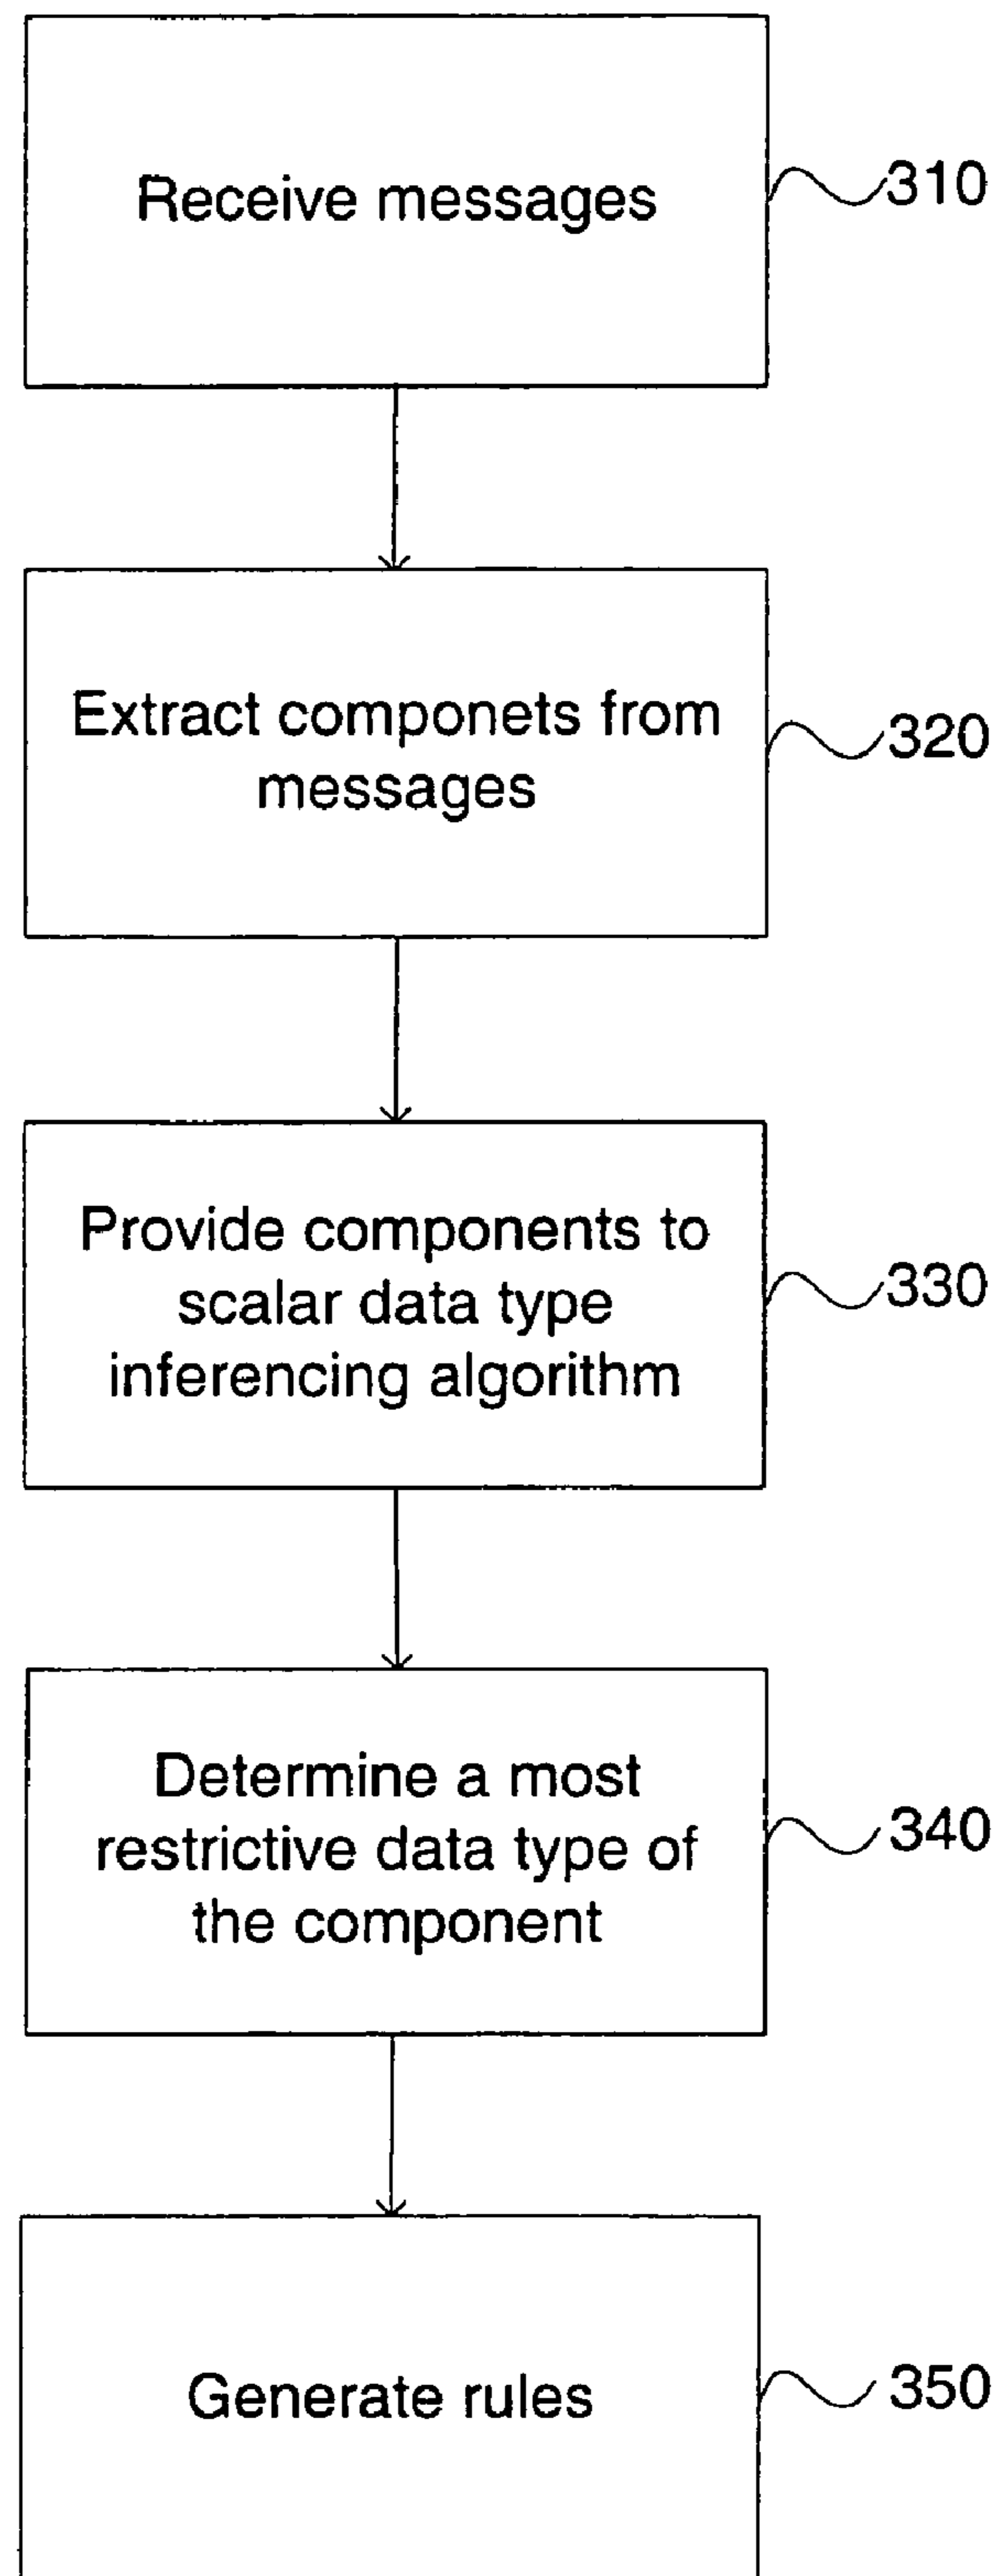 Receive messages
310
Extract componets from
messages
320
Provide components to
scalar data type
inferencing algorithm
330
Determine a most
restrictive data type of
the component
340
Generate rules
350